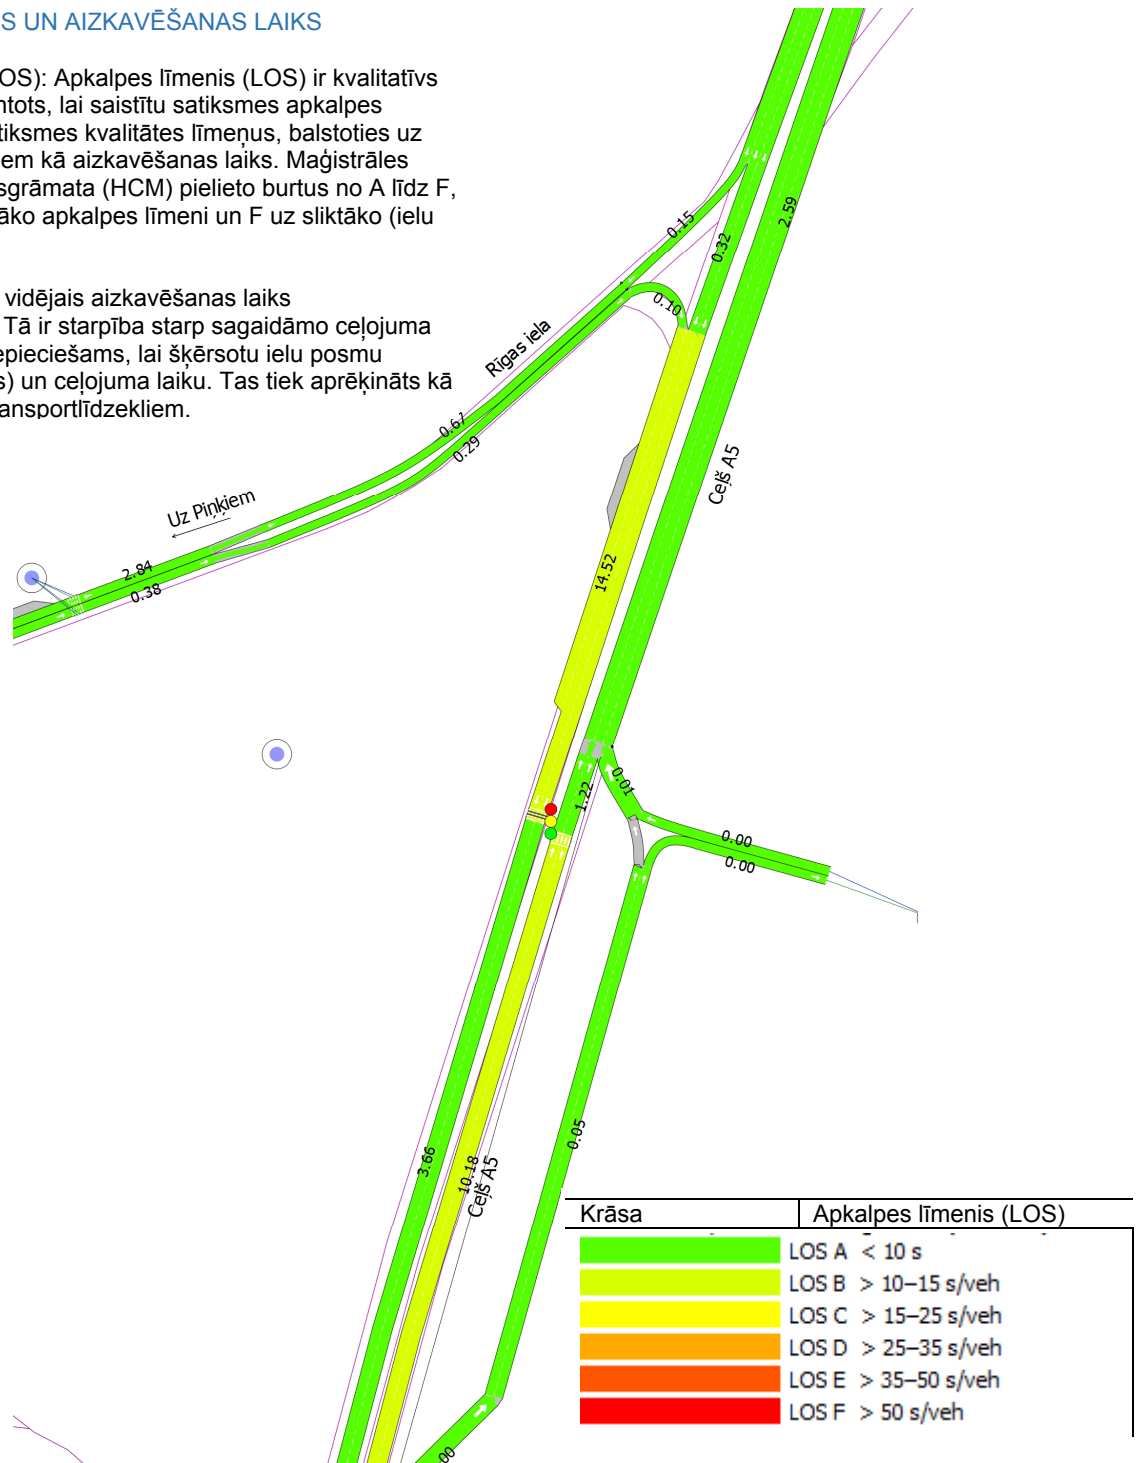 S UN AIZKAVĒŠANAS LAIKS
OS): Apkalpes līmenis (LOS) ir kvalitatīvs
ntots, lai saistītu satiksmes apkalpes
tiksmes kvalitātes līmeņus, balstoties uz
iem kā aizkavēšanas laiks. Maģistrāles
sgrāmata (HCM) pielieto burtus no A līdz F,
āko apkalpes līmeni un F uz sliktāko (ielu
vidējais aizkavēšanas laiks
Tā ir starpība starp sagaidāmo ceļojuma
epieciešams, lai šķērsotu ielu posmu
s) un ceļojuma laiku. Tas tiek aprēķināts kā
ansportlīdzekliem.
2.59
0.15
0.32
0.10
Rīgas iela
0.67
0.29
Ceļš A5
Uz Piņķiem
14.52
2.84
0.38
0.01
1.22
0.00
0.00
0.05
3.66
10.18
Ceļš A5
00
Krāsa Apkalpes līmenis (LOS)
LOS A < 10 s
LOS B > 10–15 s/veh
LOS C > 15–25 s/veh
LOS D > 25–35 s/veh
LOS E > 35–50 s/veh
LOS F > 50 s/veh